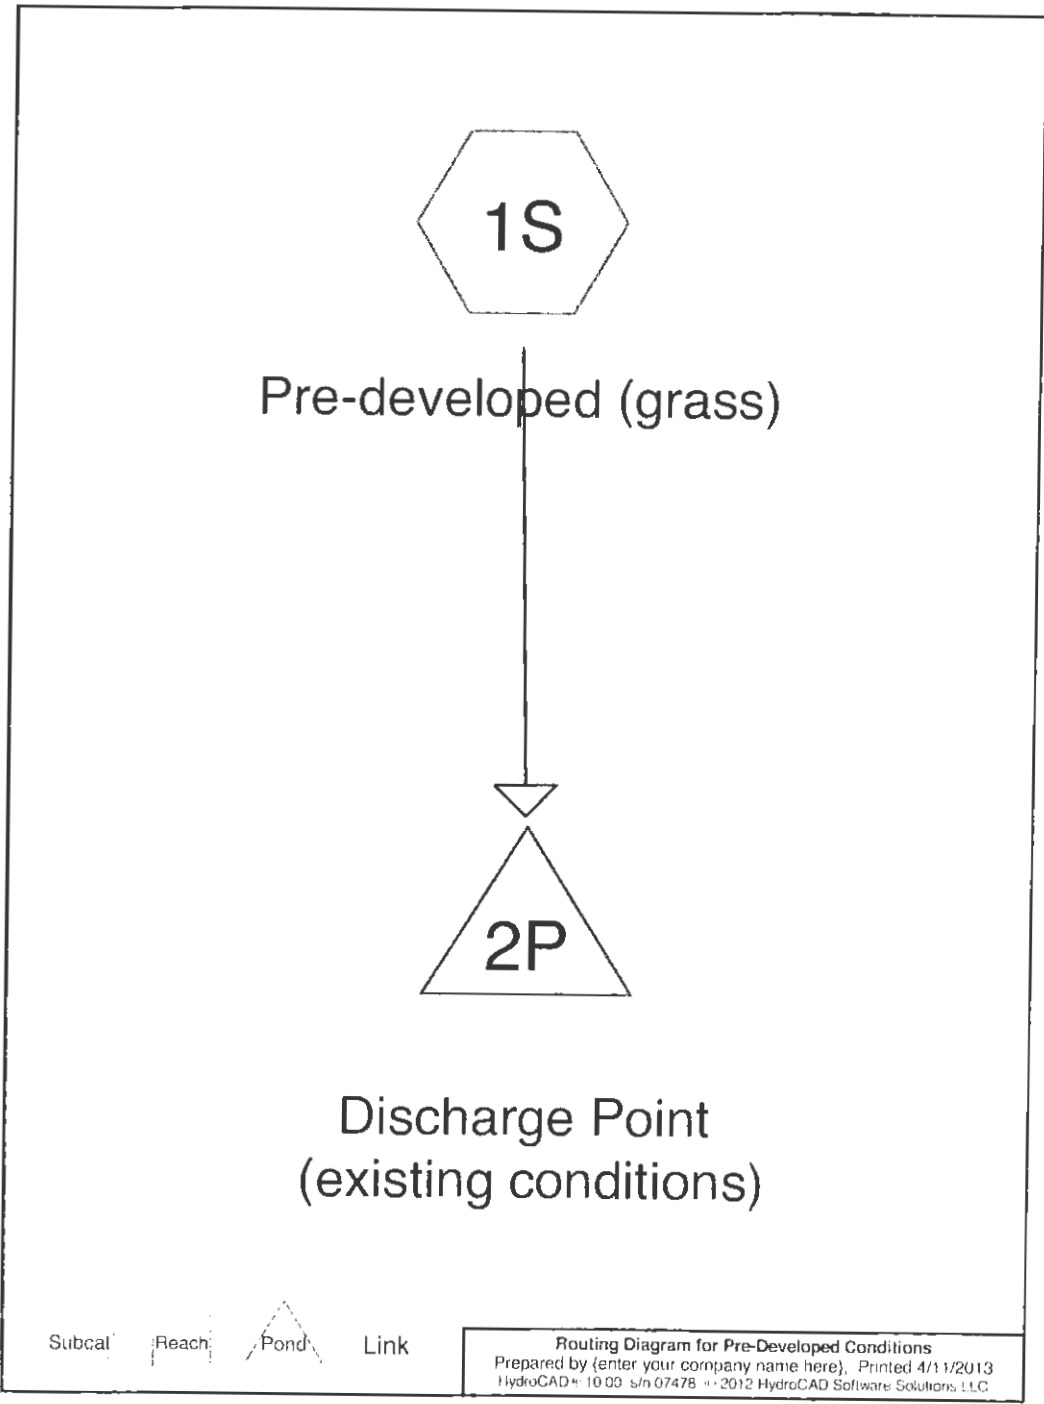 1S
Pre-developed (grass)
2P
Discharge Point
(existing conditions)
Subcat Reach Pond Link
Routing Diagram for Pre-Developed Conditions
Prepared by {enter your company name here}, Printed 4/11/2013
HydroCAD® 10.00 s/n 07478 © 2012 HydroCAD Software Solutions LLC